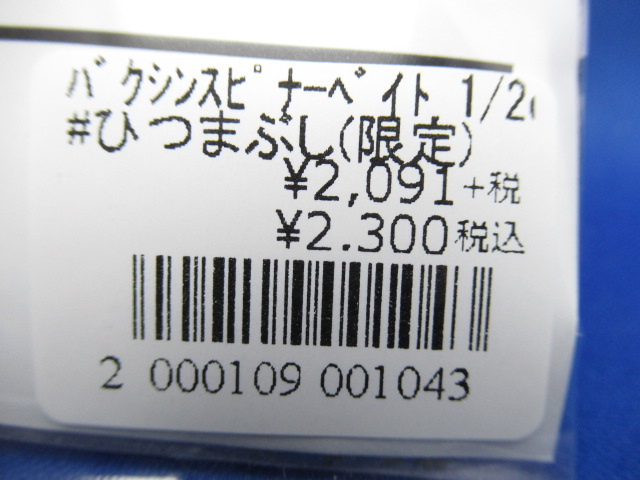 バクシンスピナーベイト 1/2
#ひつまぶし(限定)
¥2,091+税
¥2.300税込
2 000109 001043